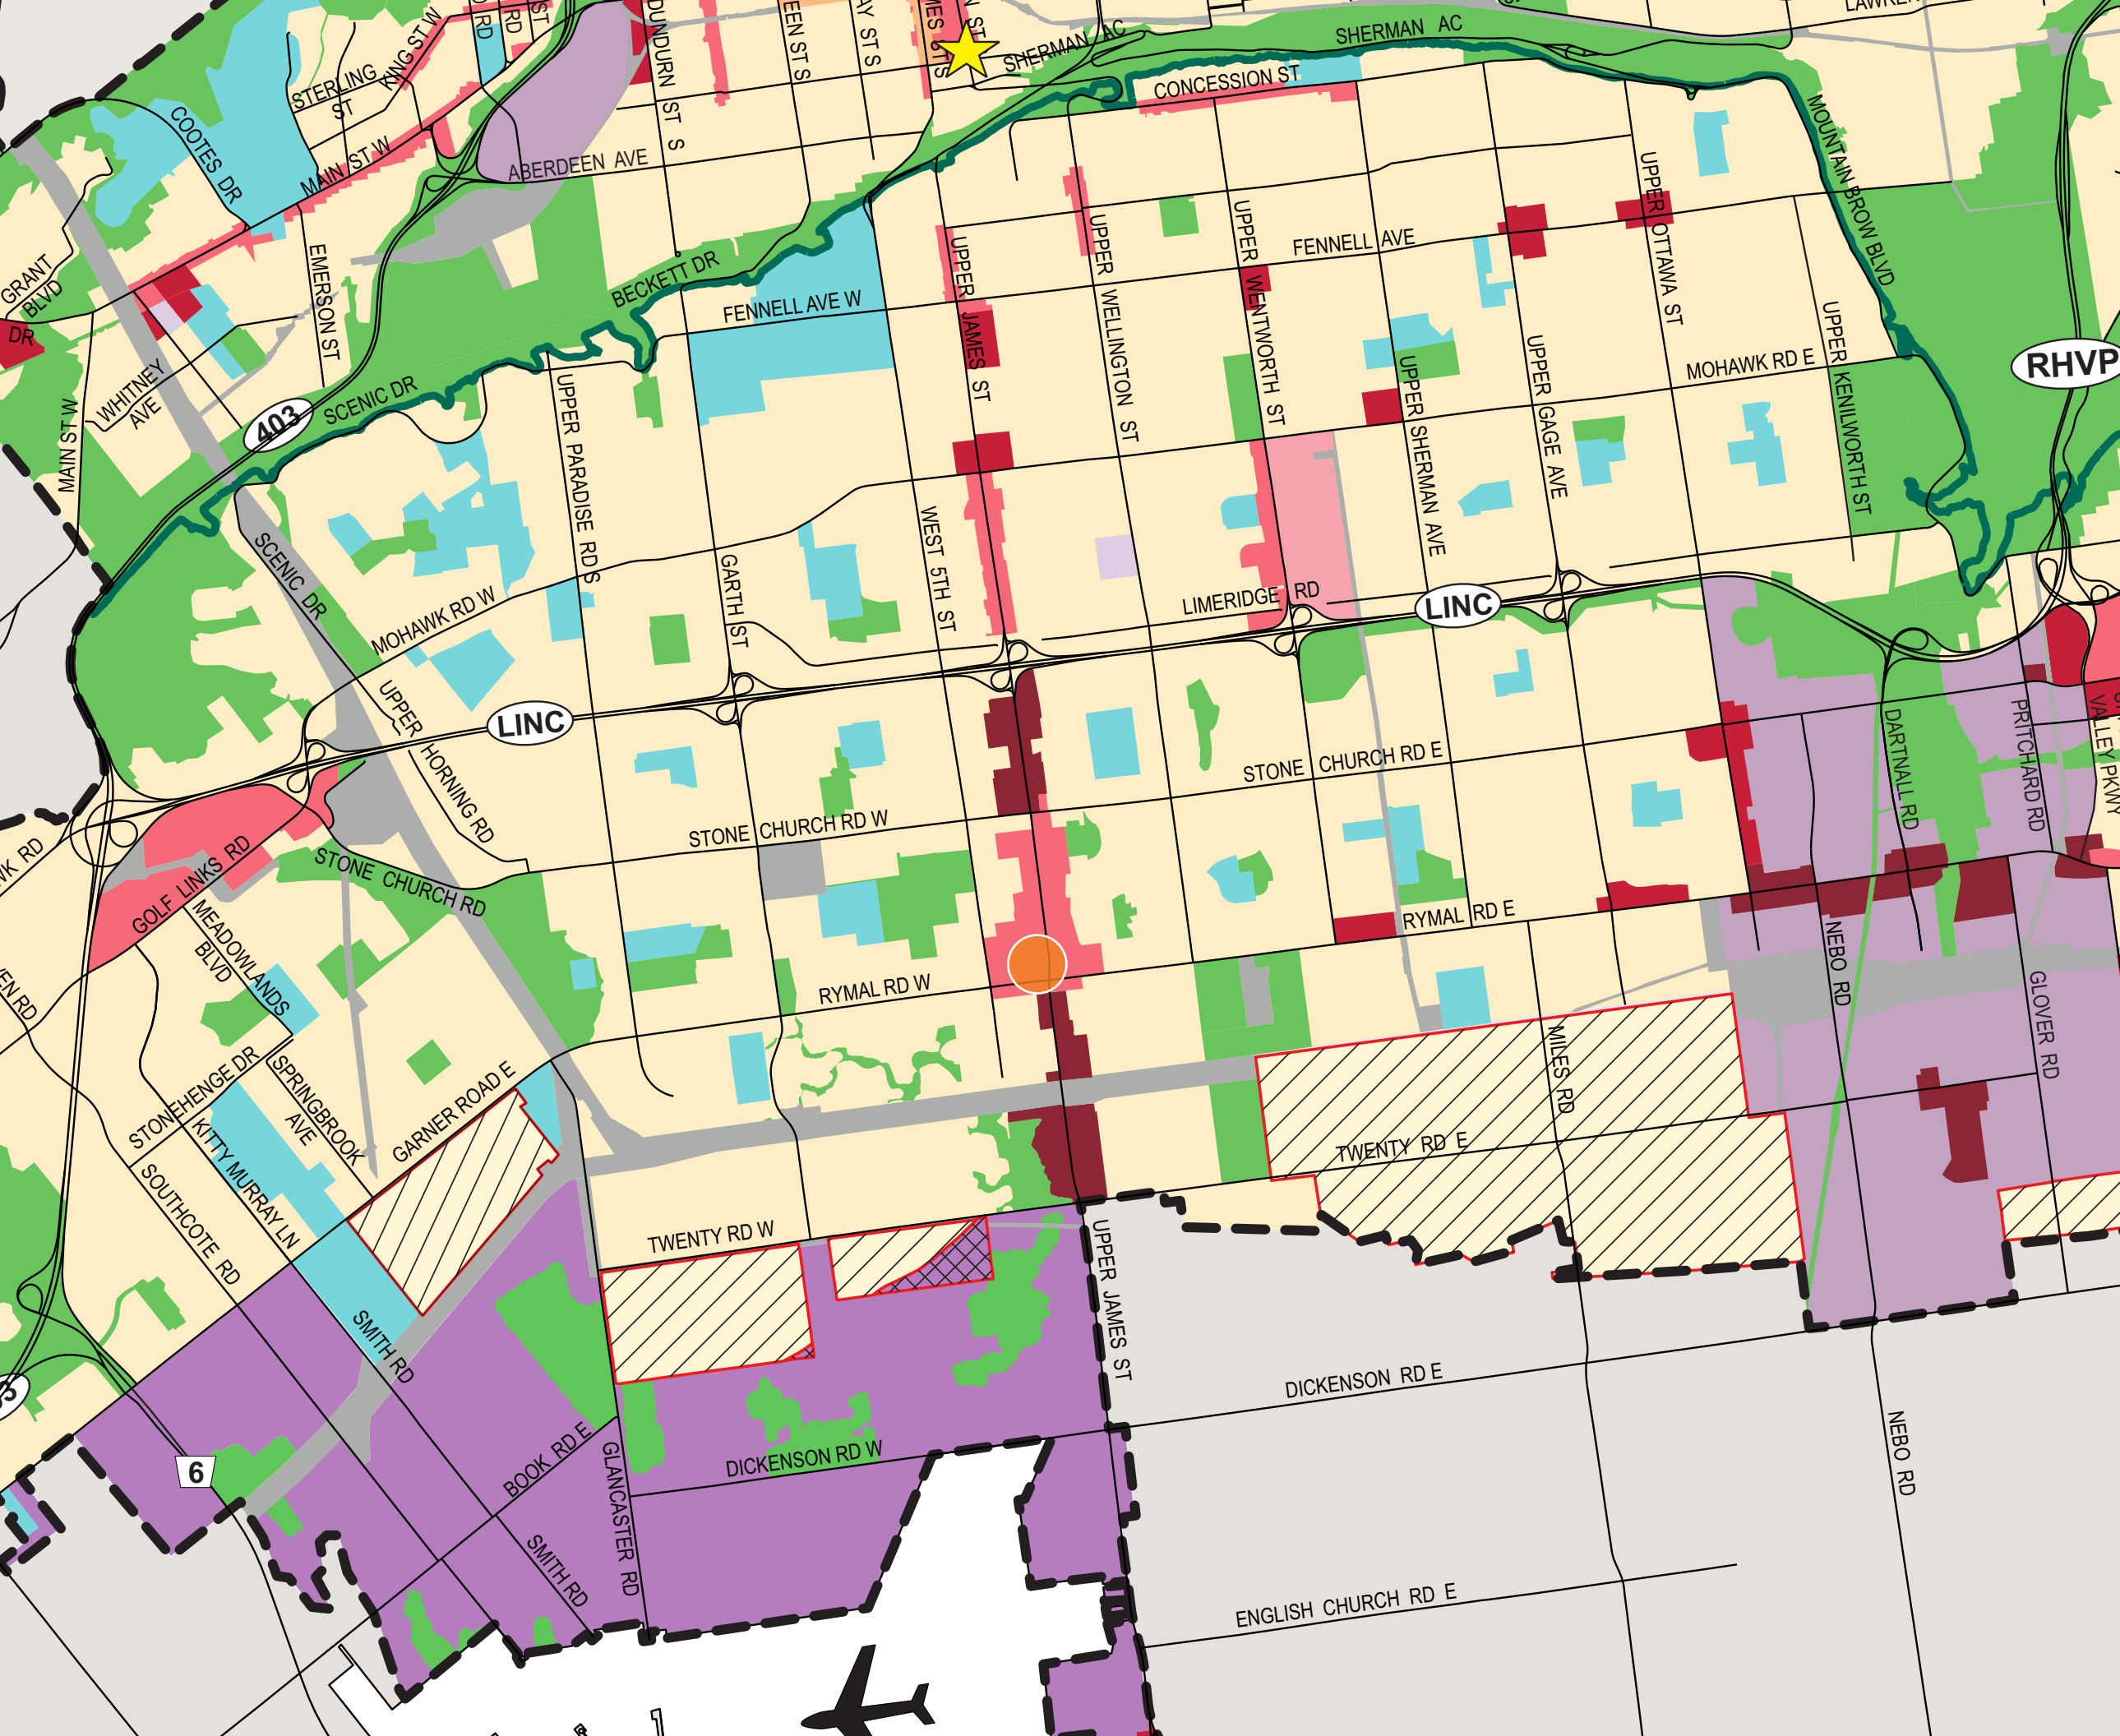 DUNDURN ST S
SHERMAN AC
SHERMAN AC
CONCESSION ST
STERLING
ST
KING ST W
COOTES DR
MAIN ST W
ABERDEEN AVE
MOUNTAIN BROW BLVD
GRANT
BLVD
DR
EMERSON ST
WHITNEY
AVE
MAIN ST W
403
SCENIC DR
BECKETT DR
FENNELL AVE W
FENNELL AVE
UPPER JAMES ST
UPPER WELLINGTON ST
UPPER WENTWORTH ST
UPPER SHERMAN AVE
UPPER GAGE AVE
UPPER OTTAWA ST
UPPER KENILWORTH ST
MOHAWK RD E
RHVP
UPPER PARADISE RD S
GARTH ST
WEST 5TH ST
SCENIC DR
MOHAWK RD W
LIMERIDGE RD
LINC
LINC
UPPER HORNING RD
STONE CHURCH RD E
STONE CHURCH RD W
STONE CHURCH RD
GOLF LINKS RD
MEADOWLANDS
BLVD
DARTNALL RD
PRITCHARD RD
VALLEY PKWY
RYMAL RD E
RYMAL RD W
NEBO RD
GLOVER RD
MILES RD
TWENTY RD E
STONEHENGE DR
SPRINGBROOK
AVE
GARNER ROAD E
KITTY MURRAY LN
SOUTHCOTE RD
TWENTY RD W
UPPER JAMES ST
SMITH RD
DICKENSON RD E
DICKENSON RD W
BOOK RD E
GLANCASTER RD
NEBO RD
6
SMITH RD
ENGLISH CHURCH RD E